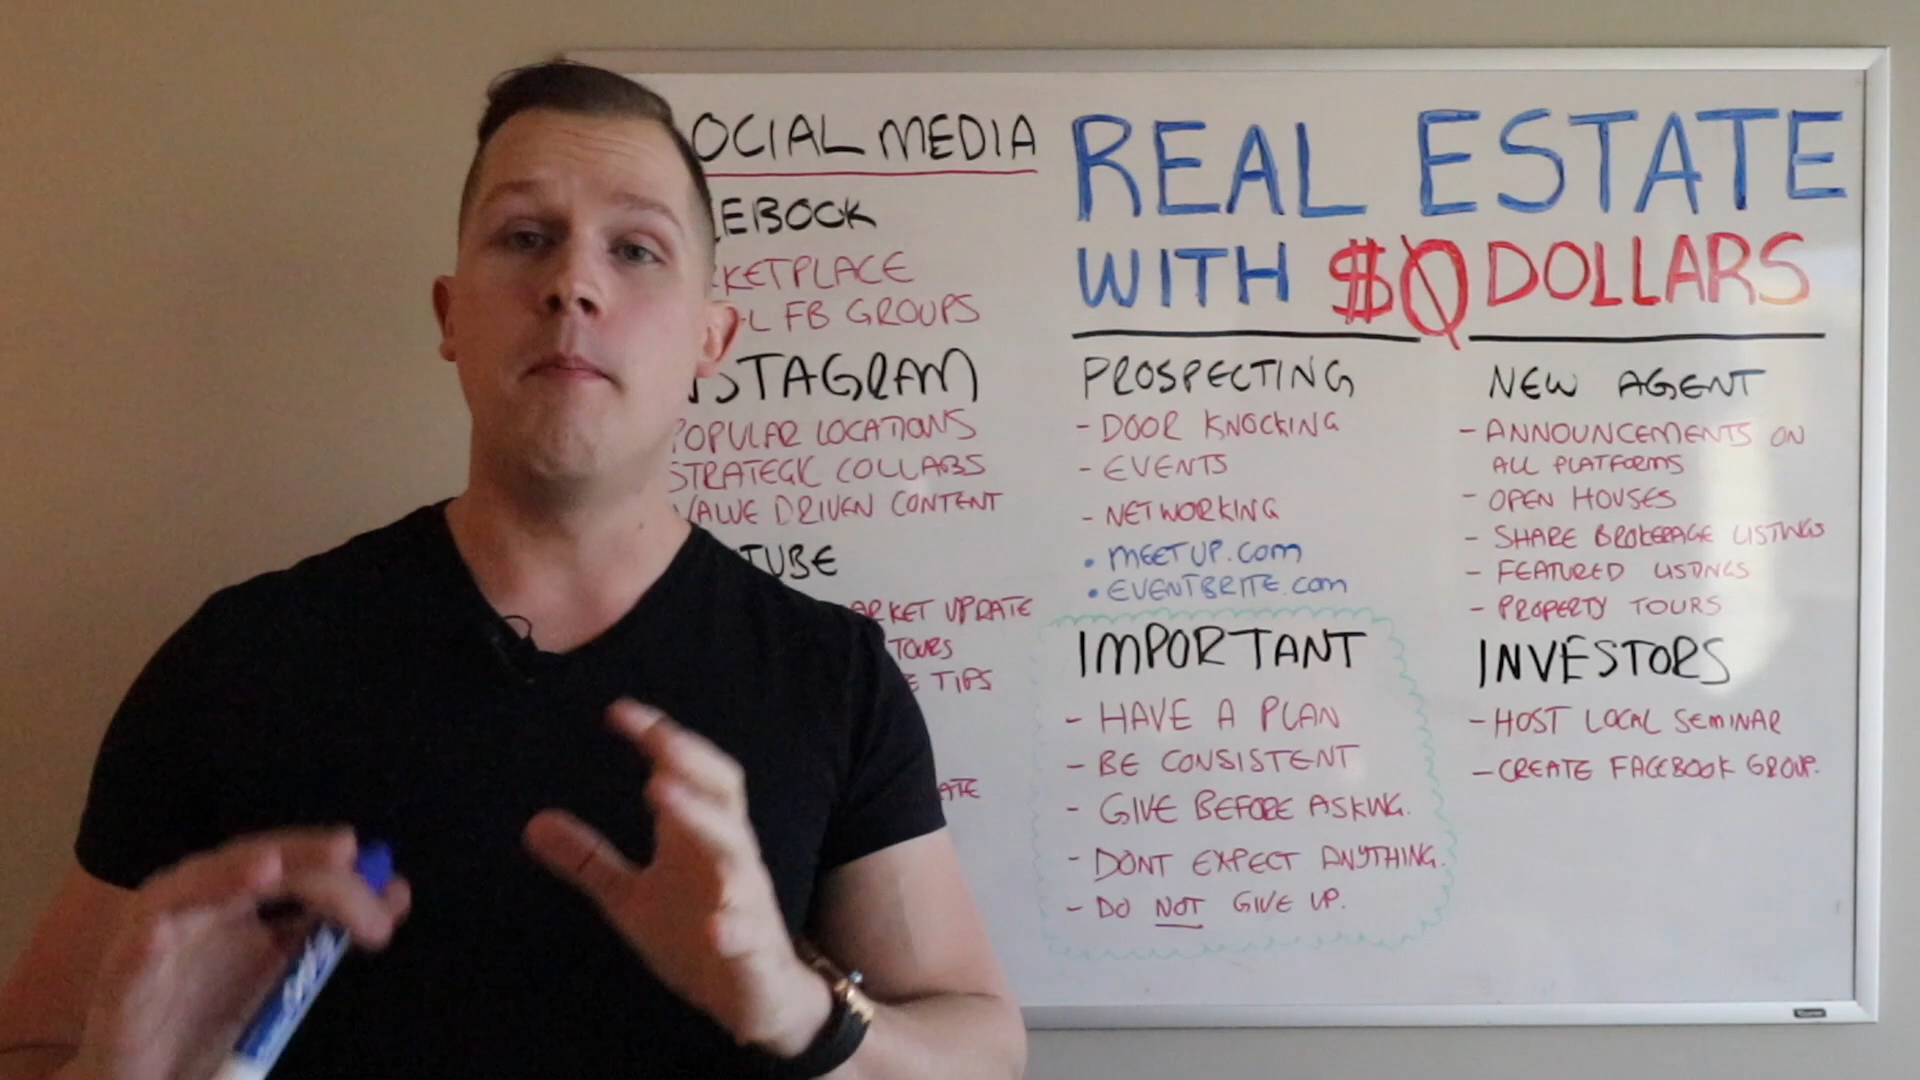 OCIAL MEDIA
EBOOK
KETPLACE
L FB GROUPS
STAGRAM
POPULAR LOCATIONS
STRATEGIC COLLABS
VALUE DRIVEN CONTENT
TUBE
ARKET UPDATE
TOURS
E TIPS
ATE
REAL ESTATE
WITH $0 DOLLARS
PROSPECTING
- DOOR KNOCKING
- EVENTS
- NETWORKING
• MEETUP.COM
• EVENTBRITE.COM
IMPORTANT
- HAVE A PLAN
- BE CONSISTENT
- GIVE BEFORE ASKING.
- DONT EXPECT ANYTHING.
- DO NOT GIVE UP.
NEW AGENT
- ANNOUNCEMENTS ON
ALL PLATFORMS
- OPEN HOUSES
- SHARE BROKERAGE LISTINGS
- FEATURED LISTINGS
- PROPERTY TOURS
INVESTORS
- HOST LOCAL SEMINAR
- CREATE FACEBOOK GROUP.